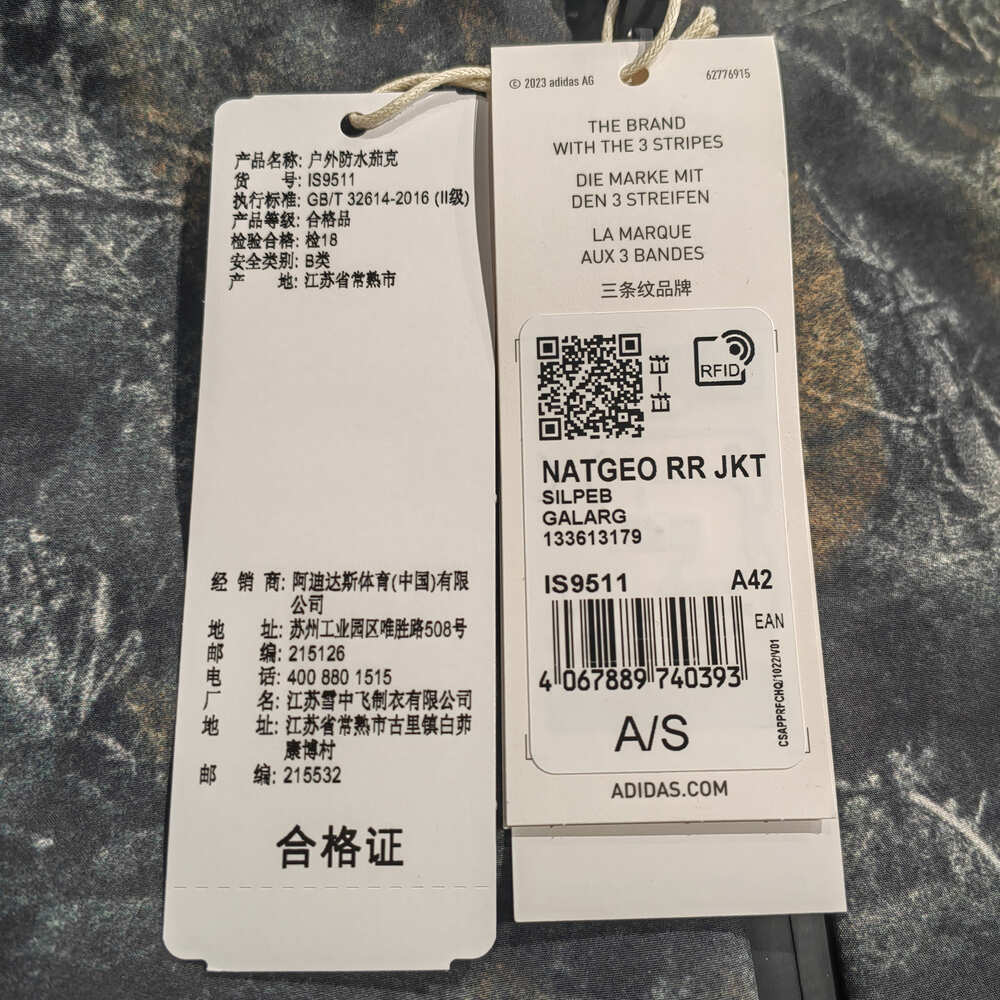 产品名称: 户外防水茄克
货 号: IS9511
执行标准: GB/T 32614-2016 (II级)
产品等级: 合格品
检验合格: 检18
安全类别: B类
产 地: 江苏省常熟市
经 销 商: 阿迪达斯体育(中国)有限
公司
地 址: 苏州工业园区唯胜路508号
邮 编: 215126
电 话: 400 880 1515
厂 名: 江苏雪中飞制衣有限公司
地 址: 江苏省常熟市古里镇白茆
康博村
邮 编: 215532
合格证
© 2023 adidas AG
62776915
THE BRAND
WITH THE 3 STRIPES
DIE MARKE MIT
DEN 3 STREIFEN
LA MARQUE
AUX 3 BANDES
三条纹品牌
扫一扫
RFID
NATGEO RR JKT
SILPEB
GALARG
133613179
IS9511 A42
EAN
4 067889 740393
CSAPPRFCHQ/1022/V01
A/S
ADIDAS.COM